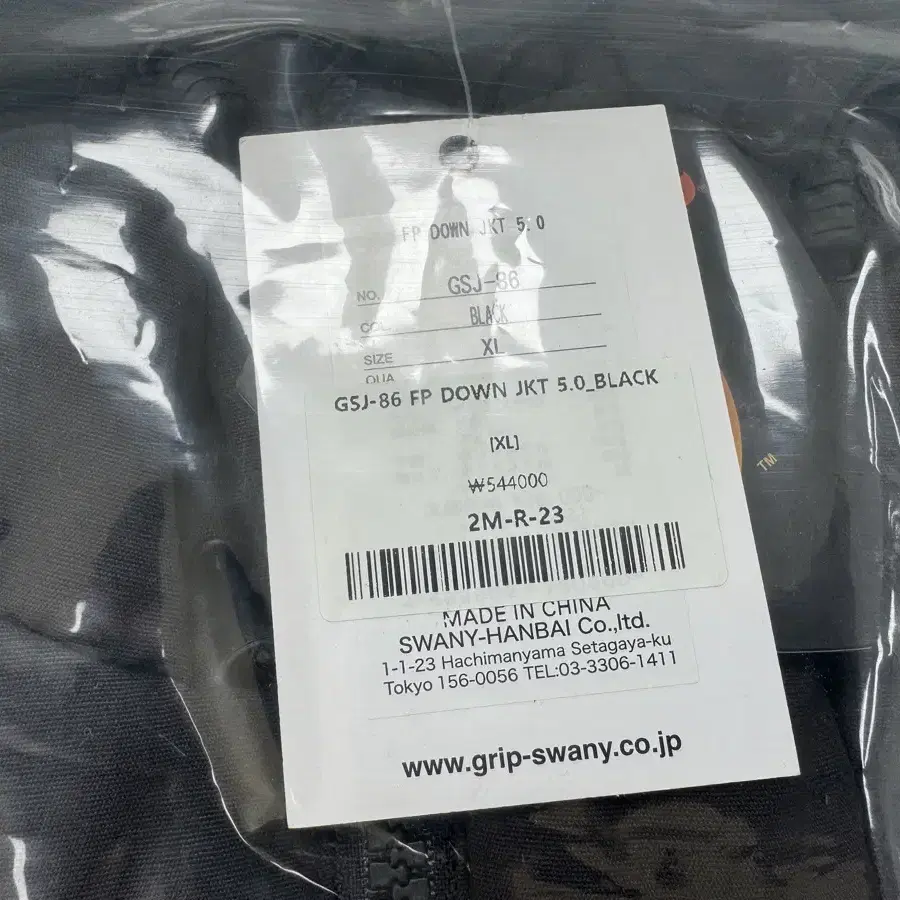 FP DOWN JKT 5.0
NO. GSJ-86
BLACK
SIZE XL
QUA
GSJ-86 FP DOWN JKT 5.0_BLACK
[XL]
₩544000
2M-R-23
MADE IN CHINA
SWANY-HANBAI Co.,ltd.
1-1-23 Hachimanyama Setagaya-ku
Tokyo 156-0056 TEL:03-3306-1411
www.grip-swany.co.jp
TM